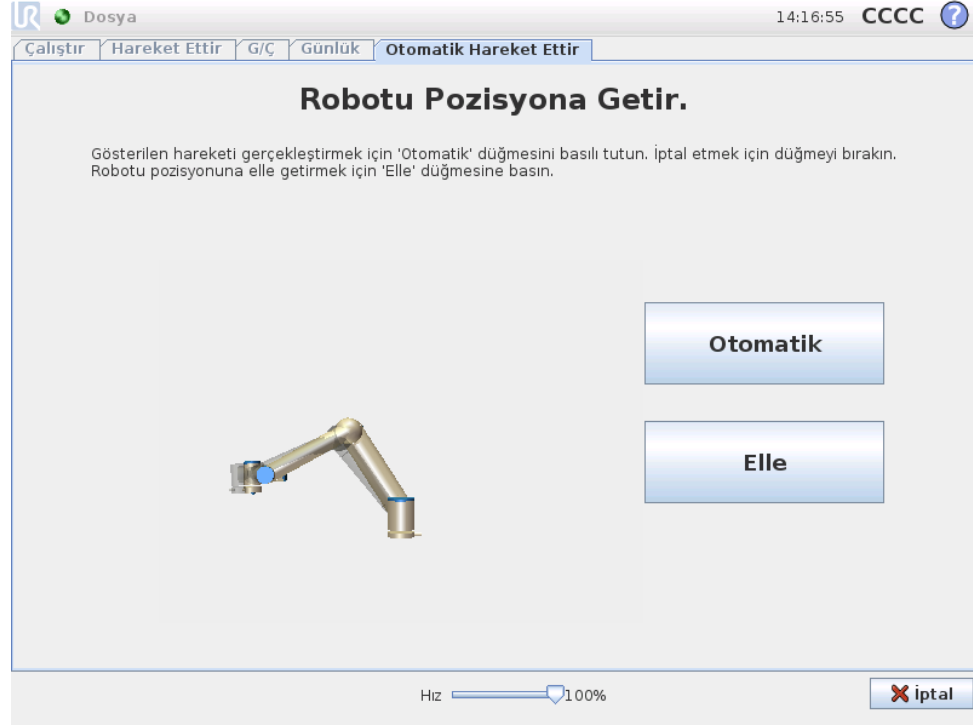 UR Dosya 14:16:55 CCCC ?
Çalıştır Hareket Ettir G/Ç Günlük Otomatik Hareket Ettir
Robotu Pozisyona Getir.
Gösterilen hareketi gerçekleştirmek için 'Otomatik' düğmesini basılı tutun. İptal etmek için düğmeyi bırakın.
Robotu pozisyonuna elle getirmek için 'Elle' düğmesine basın.
Otomatik
Elle
Hız 100% İptal